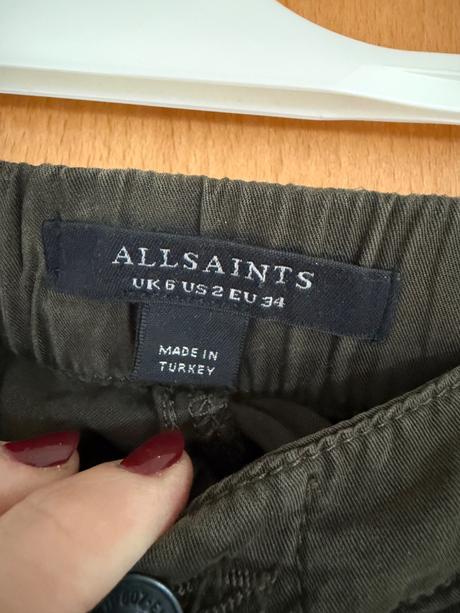 ALLSAINTS
UK 6 US 2 EU 34
MADE IN
TURKEY